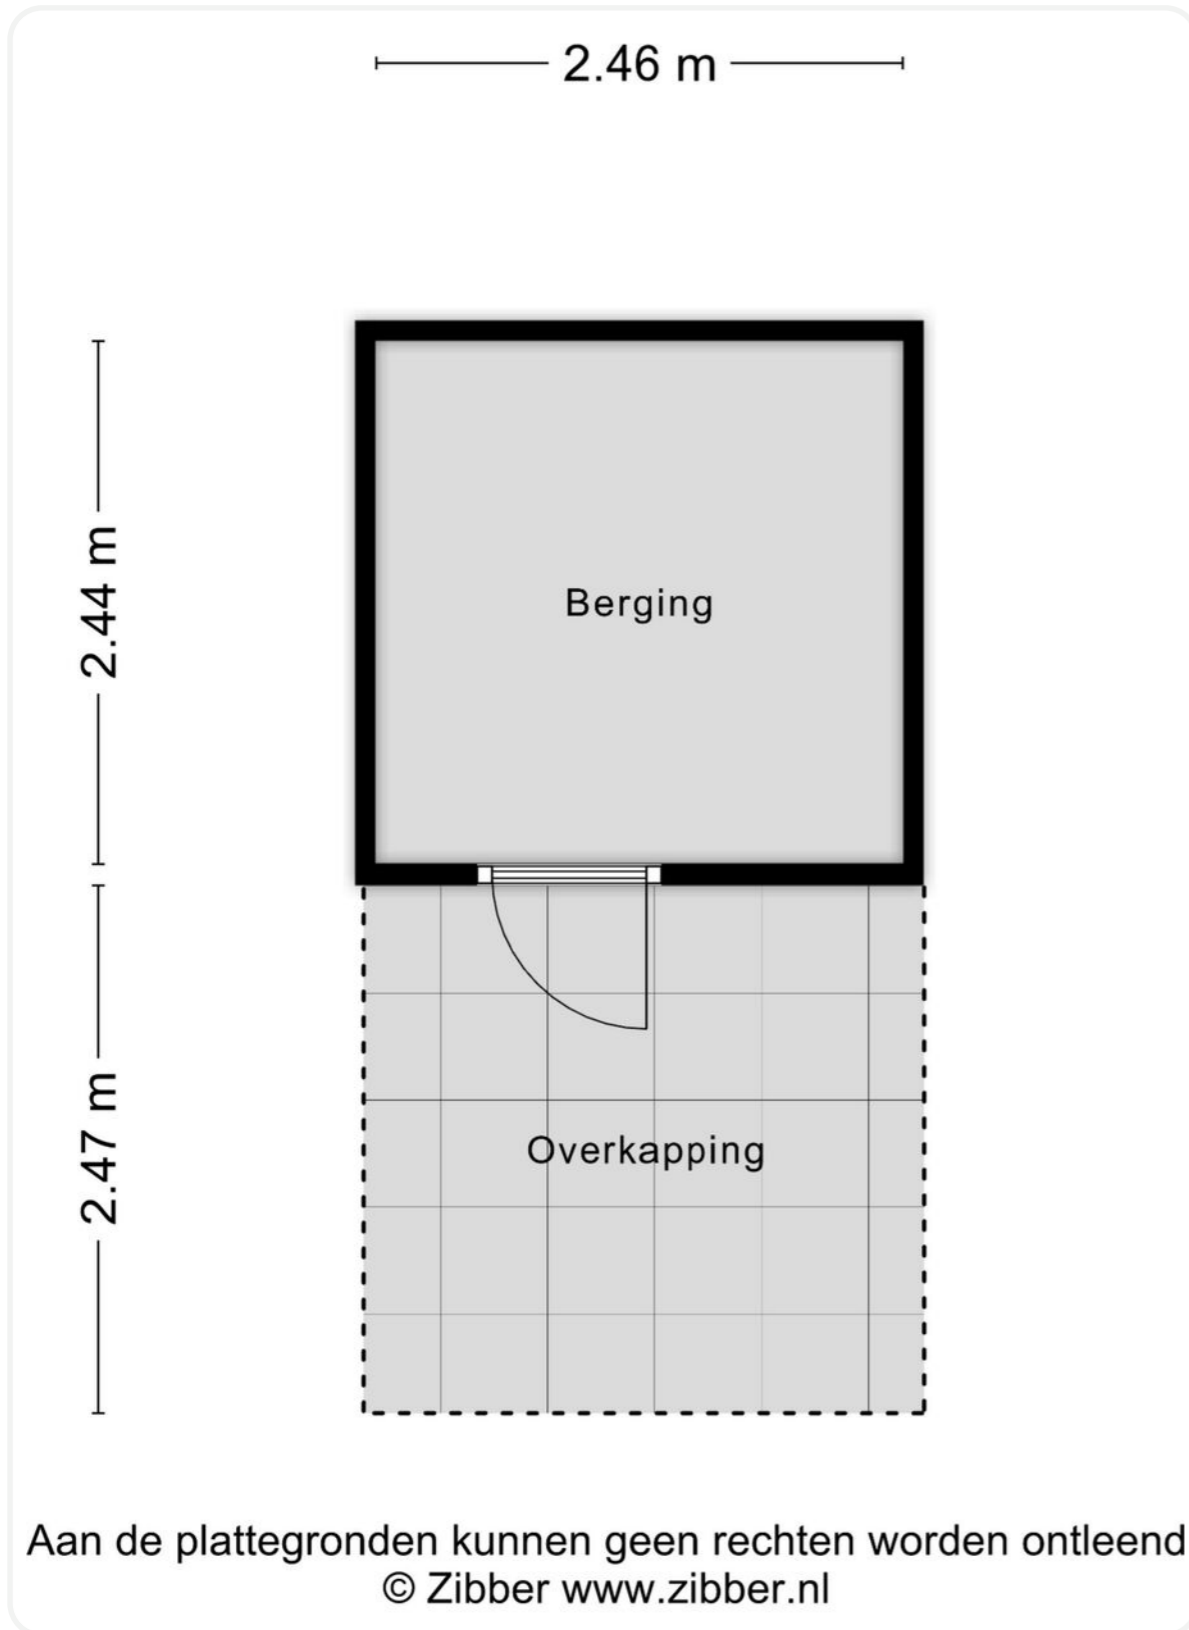 2.46 m
2.44 m
Berging
2.47 m
Overkapping
Aan de plattegronden kunnen geen rechten worden ontleend
© Zibber www.zibber.nl